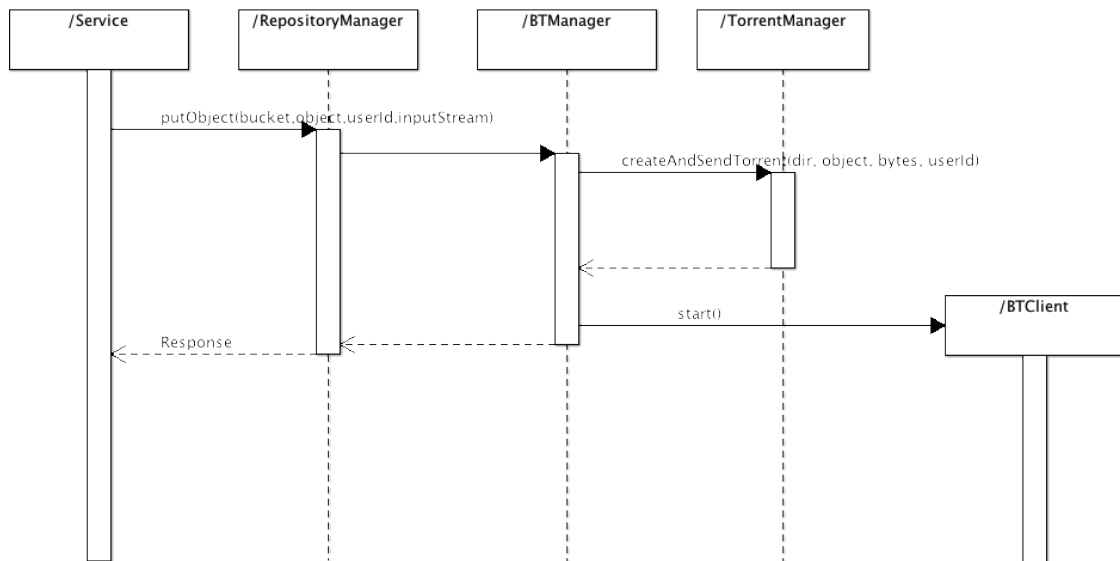 /Service
/RepositoryManager
/BTManager
/TorrentManager
putObject(bucket,object,userId,inputStream)
createAndSendTorrent(dir, object, bytes, userId)
/BTClient
start()
Response